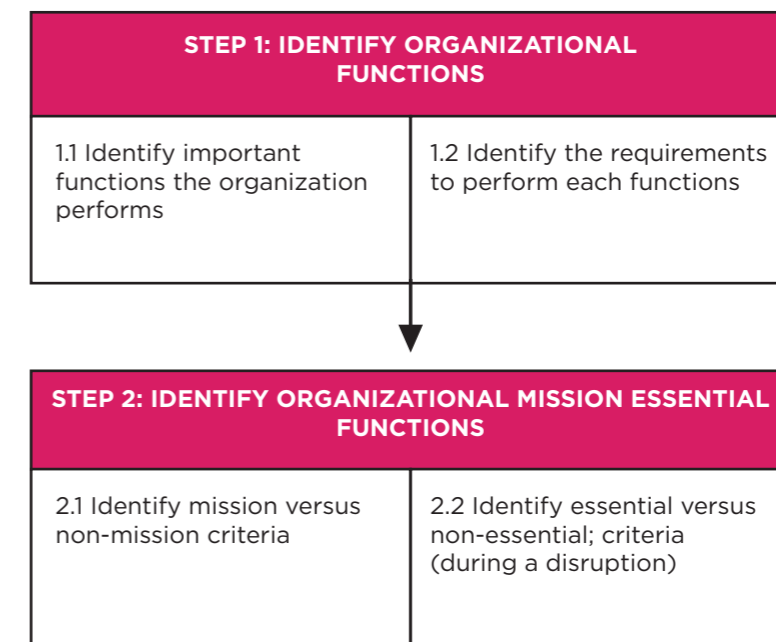 STEP 1: IDENTIFY ORGANIZATIONAL
FUNCTIONS
1.1 Identify important
functions the organization
performs
1.2 Identify the requirements
to perform each functions
STEP 2: IDENTIFY ORGANIZATIONAL MISSION ESSENTIAL
FUNCTIONS
2.1 Identify mission versus
non-mission criteria
2.2 Identify essential versus
non-essential; criteria
(during a disruption)